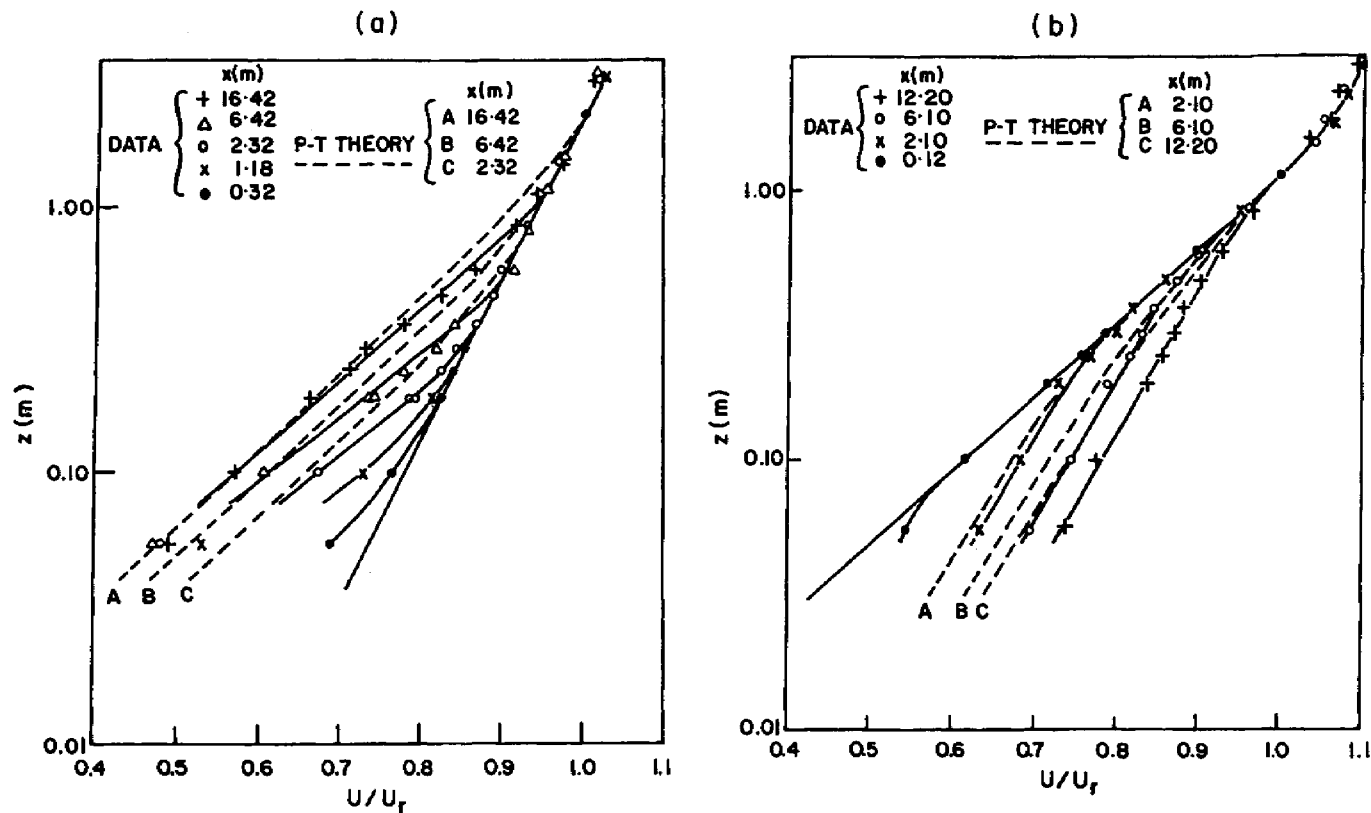 (a)
x(m)
+ 16·42
Δ 6·42
o 2·32
x 1·18
● 0·32
DATA
P-T THEORY
x(m)
A 16·42
B 6·42
C 2·32
1.00
0.10
0.01
z (m)
A B C
0.4 0.5 0.6 0.7 0.8 0.9 1.0 1.1
U/Ur
(b)
x(m)
+ 12·20
o 6·10
x 2·10
● 0·12
DATA
P-T THEORY
x(m)
A 2·10
B 6·10
C 12·20
1.00
0.10
0.01
z (m)
A B C
0.4 0.5 0.6 0.7 0.8 0.9 1.0 1.1
U/Ur